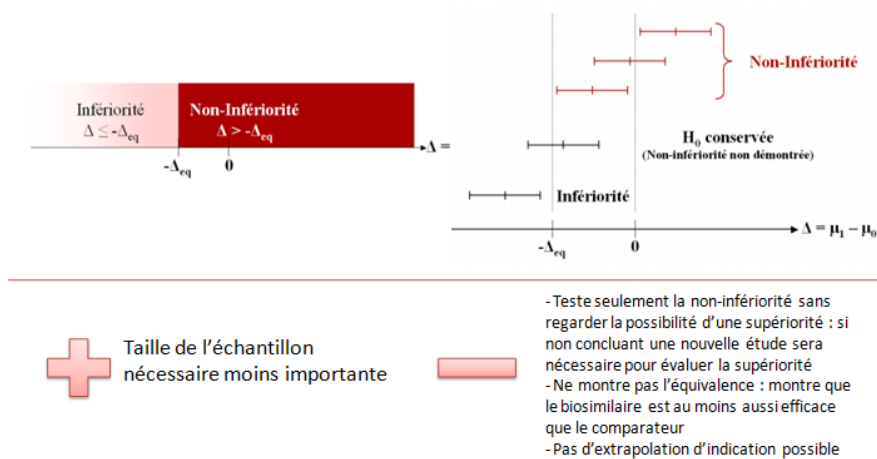 Infériorité
Δ ≤ -Δeq
Non-Infériorité
Δ > -Δeq
-Δeq
0
Δ =
Non-Infériorité
H0 conservée
(Non-infériorité non démontrée)
Infériorité
-Δeq
0
Δ = μ1 – μ0
Taille de l'échantillon
nécessaire moins importante
- Teste seulement la non-infériorité sans
regarder la possibilité d'une supériorité : si
non concluant une nouvelle étude sera
nécessaire pour évaluer la supériorité
- Ne montre pas l'équivalence : montre que
le biosimilaire est au moins aussi efficace
que le comparateur
- Pas d'extrapolation d'indication possible